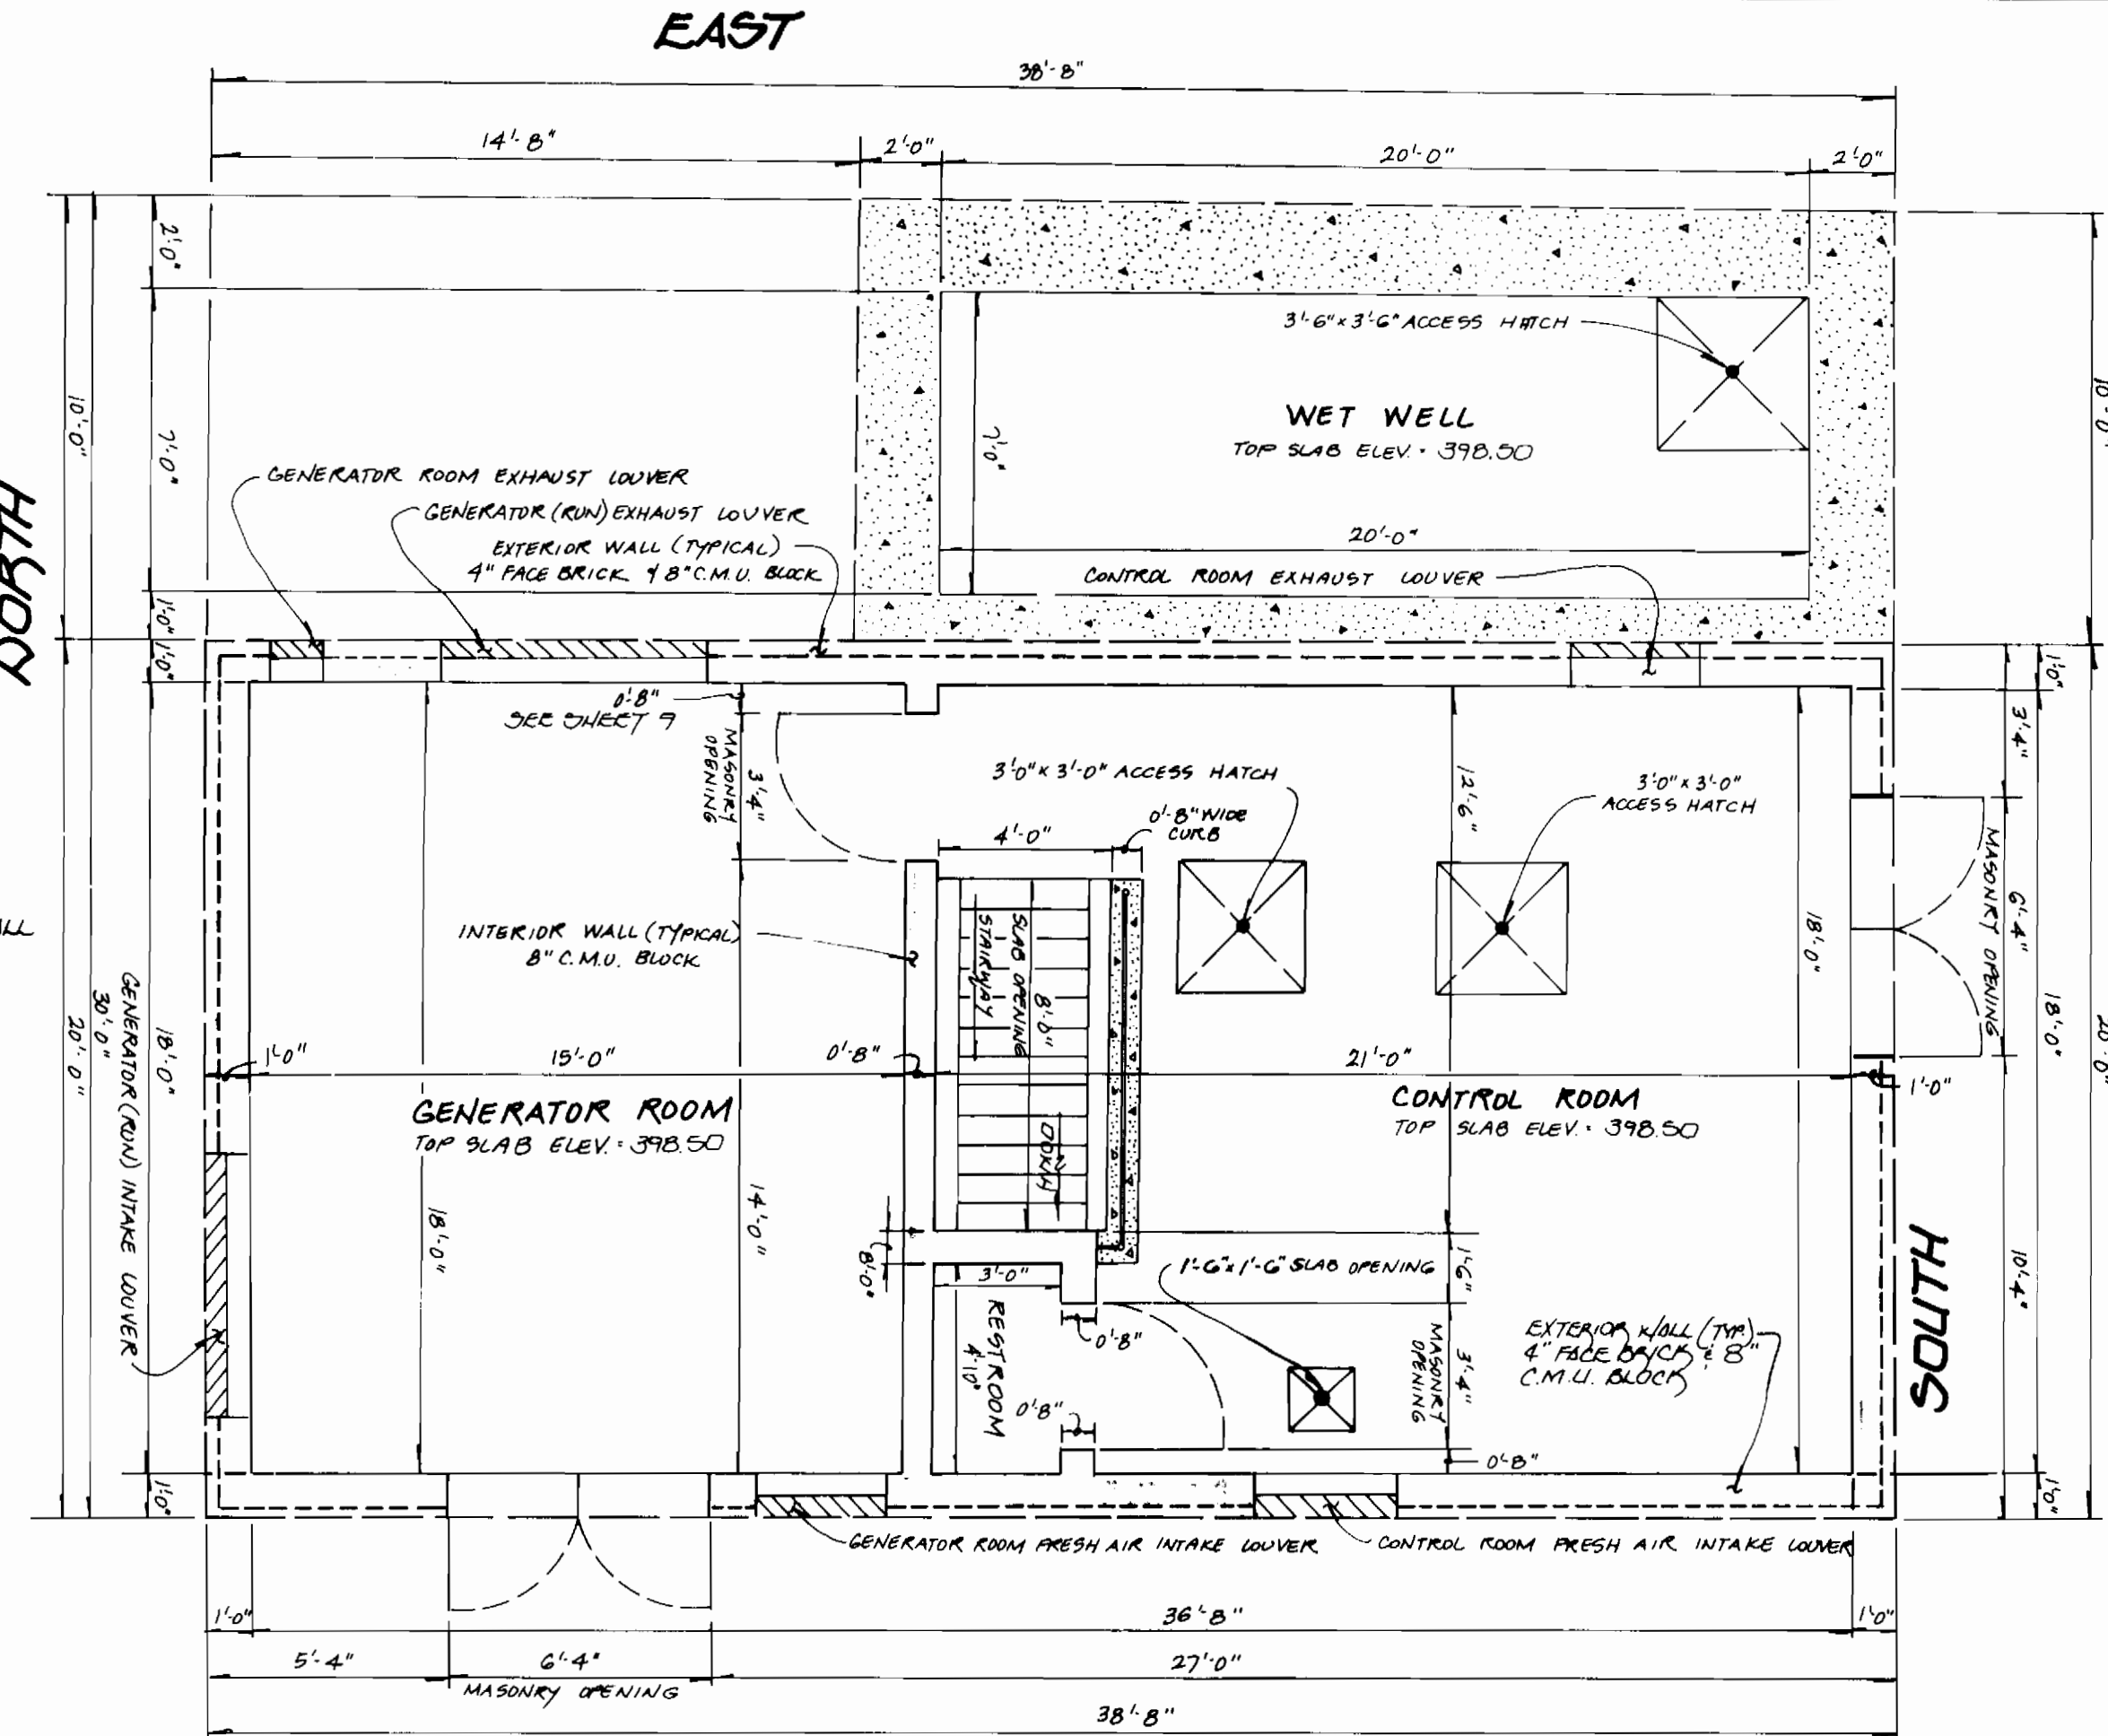 EAST
38'-8"
14'-8"
2'-0"
20'-0"
2'-0"
2'-0"
10'-0"
7'-0"
1'-0"
1'-0"
NORTH
3'-6" x 3'-6" ACCESS HATCH
WET WELL
TOP SLAB ELEV. = 398.50
7'-0"
20'-0"
GENERATOR ROOM EXHAUST LOUVER
GENERATOR (RUN) EXHAUST LOUVER
EXTERIOR WALL (TYPICAL)
4" FACE BRICK & 8" C.M.U. BLOCK
CONTROL ROOM EXHAUST LOUVER
0'-8"
SEE SHEET 9
MASONRY
OPENING
3'-4"
3'-0" x 3'-0" ACCESS HATCH
0'-8" WIDE
CURB
4'-0"
12'-6"
3'-0" x 3'-0"
ACCESS HATCH
1'-0"
3'-4"
MASONRY OPENING
6'-4"
18'-0"
18'-0"
10'-4"
1'-0"
INTERIOR WALL (TYPICAL)
8" C.M.U. BLOCK
STAIRWAY
SLAB OPENING
8'-0"
DOWN
GENERATOR (RUN) INTAKE LOUVER
30'-0"
20'-0"
18'-0"
1'-0"
1'-0"
15'-0"
0'-8"
21'-0"
1'-0"
GENERATOR ROOM
TOP SLAB ELEV. = 398.50
CONTROL ROOM
TOP SLAB ELEV. = 398.50
18'-0"
14'-0"
3'-0"
RESTROOM
4'-10"
0'-8"
0'-8"
1'-6" x 1'-6" SLAB OPENING
1'-6"
MASONRY
OPENING
3'-4"
0'-8"
EXTERIOR WALL (TYP.)
4" FACE BRICK & 8"
C.M.U. BLOCK
SOUTH
GENERATOR ROOM FRESH AIR INTAKE LOUVER
CONTROL ROOM FRESH AIR INTAKE LOUVER
1'-0"
36'-8"
1'-0"
5'-4"
6'-4"
27'-0"
MASONRY OPENING
38'-8"